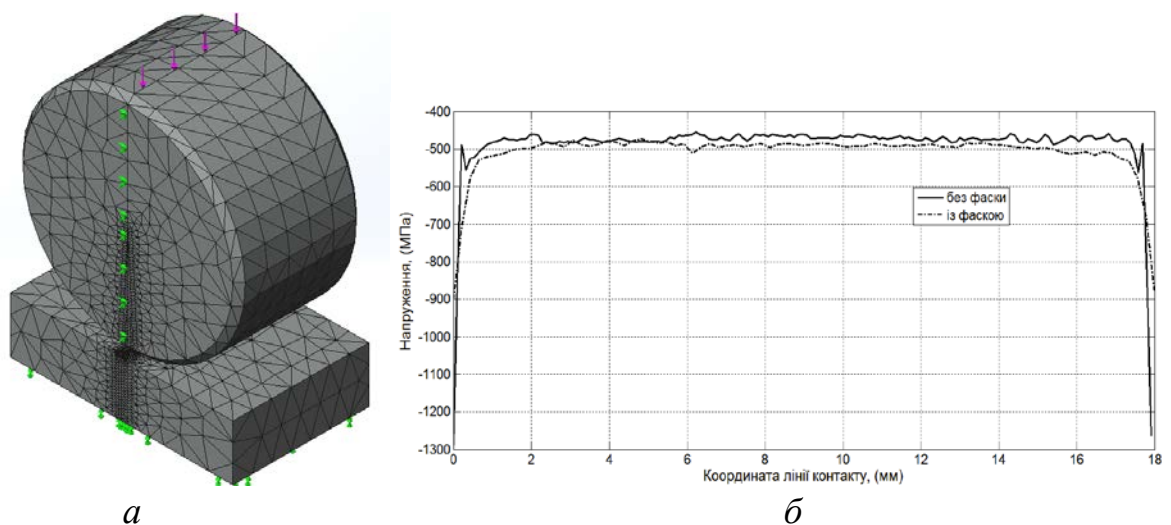 -400
-500
-600
-700
-800
-900
-1000
-1100
-1200
-1300
Напруження, (МПа)
без фаски
із фаскою
0 2 4 6 8 10 12 14 16 18
Координата лінії контакту, (мм)
а б